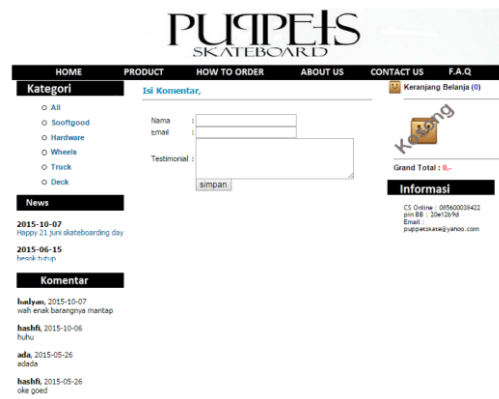 PUPPETS
SKATEBOARD
HOME PRODUCT HOW TO ORDER ABOUT US CONTACT US F.A.Q
Kategori
All
Sooftgood
Hardware
Wheels
Truck
Deck
News
2015-10-07
Happy 21 juni skateboarding day
2015-06-15
besok tutup
Komentar
hadyan, 2015-10-07
wah enak barangnya mantap
hashfi, 2015-10-06
huhu
ada, 2015-05-26
adada
hashfi, 2015-05-26
oke goed
Isi Komentar,
Nama :
Email :
Testimonial :
simpan
Keranjang Belanja (0)
Kosong
Grand Total : 0,-
Informasi
CS Online : 085600038422
pin BB : 20e12b9d
Email :
puppetskase@yahoo.com